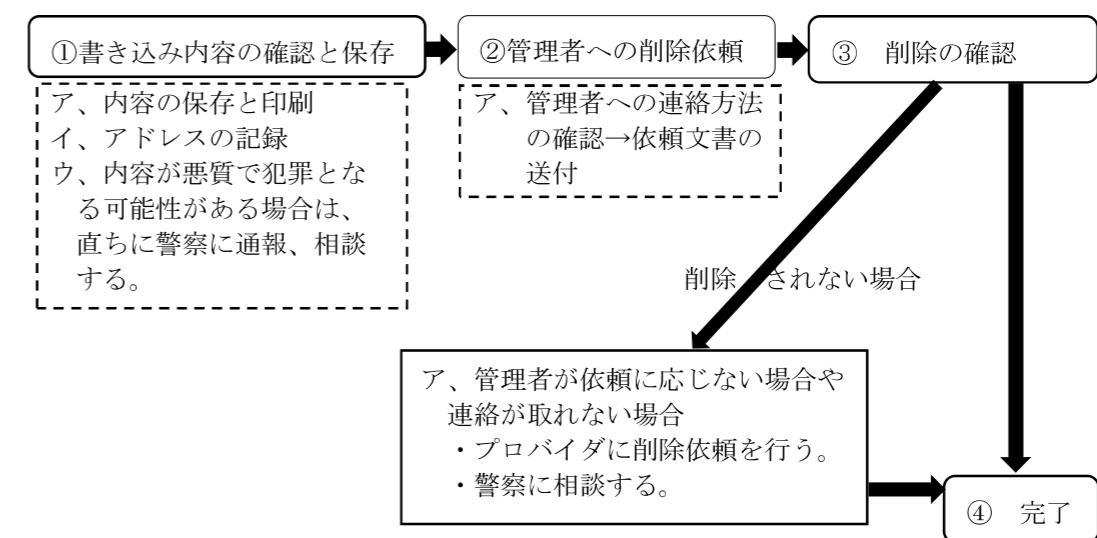 ①書き込み内容の確認と保存
ア、内容の保存と印刷
イ、アドレスの記録
ウ、内容が悪質で犯罪とな
る可能性がある場合は、
直ちに警察に通報、相談
する。
②管理者への削除依頼
ア、管理者への連絡方法
の確認→依頼文書の
送付
③ 削除の確認
削除されない場合
ア、管理者が依頼に応じない場合や
連絡が取れない場合
・プロバイダに削除依頼を行う。
・警察に相談する。
④ 完了